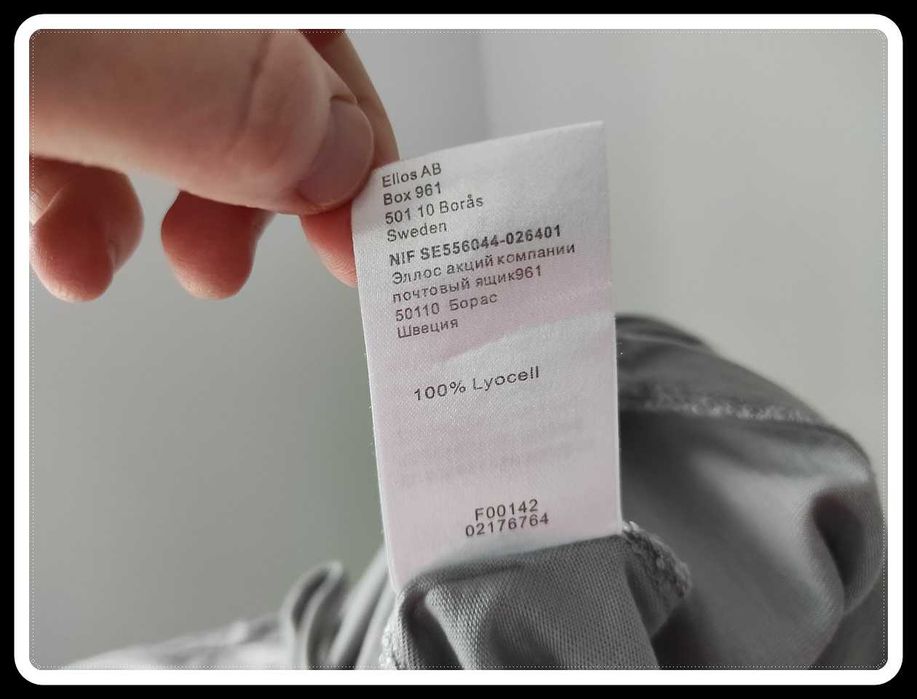 Ellos AB
Box 961
501 10 Borås
Sweden
NIF SE556044-026401
Эллос акций компании
почтовый ящик961
50110 Борас
Швеция
100% Lyocell
F00142
02176764